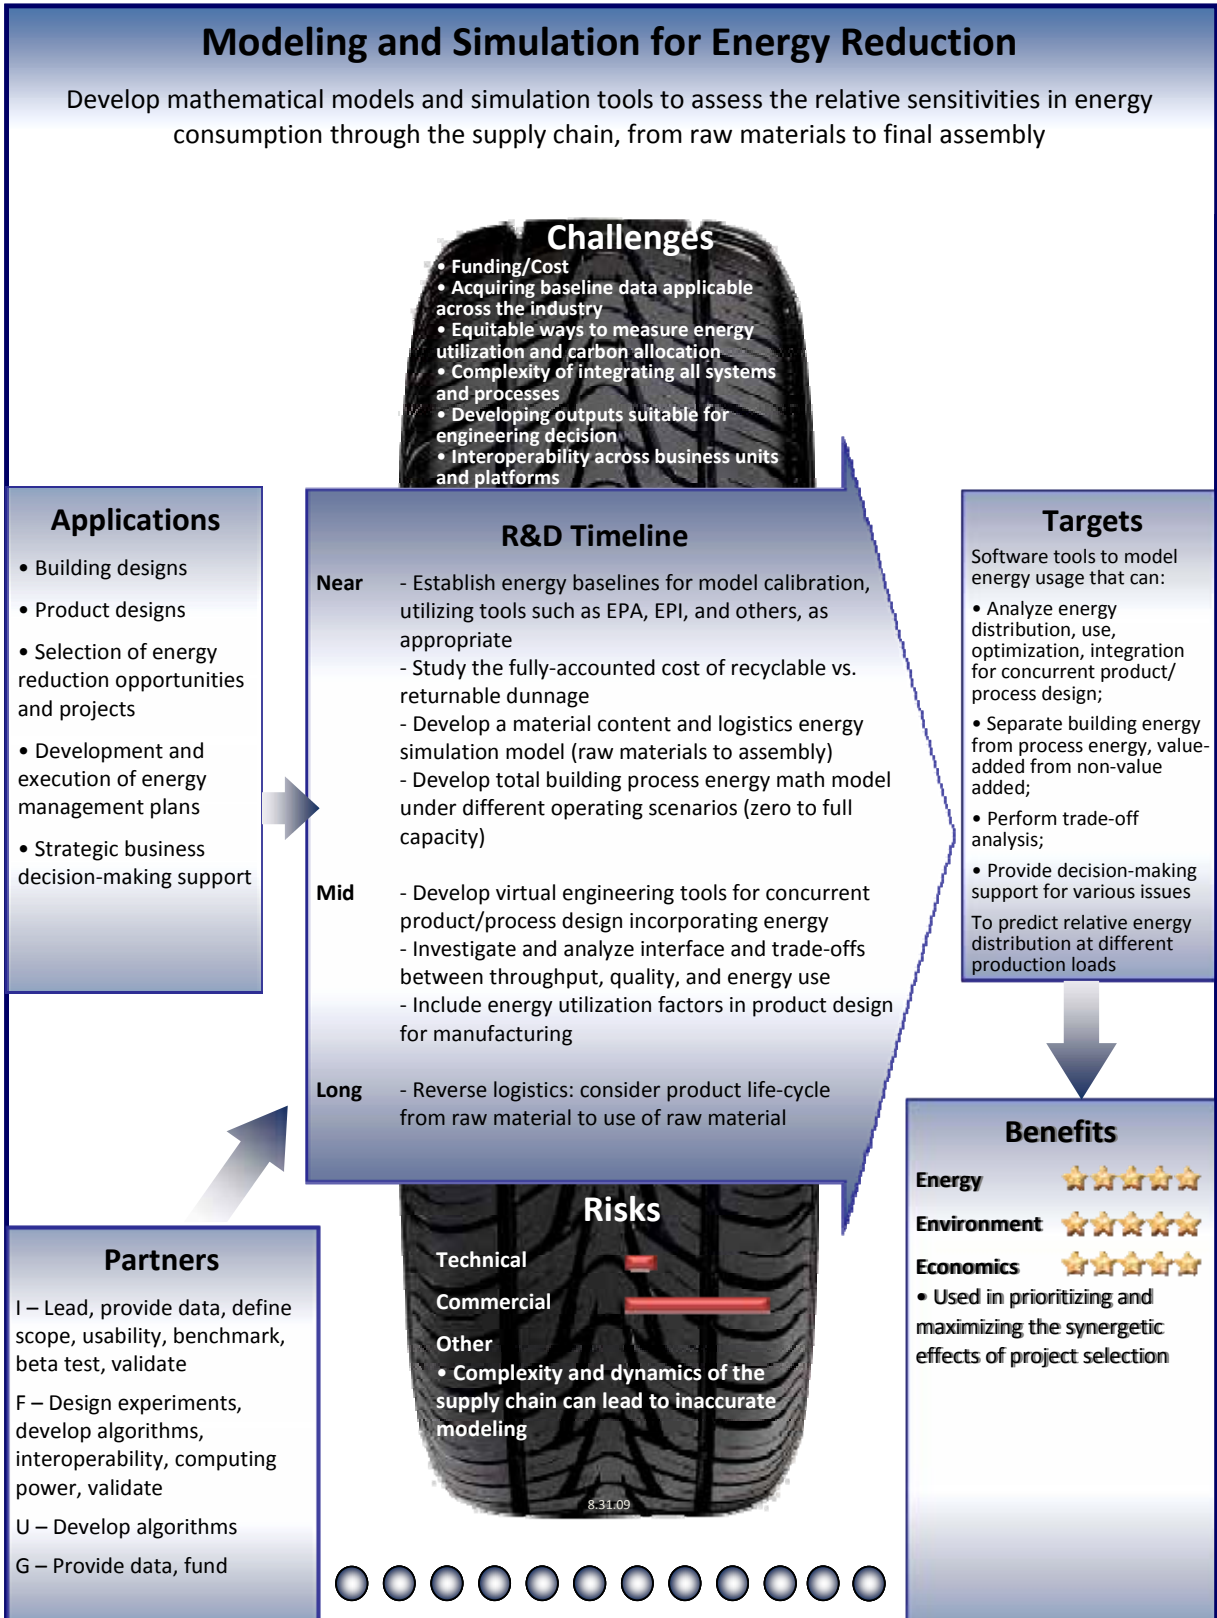 Modeling and Simulation for Energy Reduction
Develop mathematical models and simulation tools to assess the relative sensitivities in energy
consumption through the supply chain, from raw materials to final assembly
Challenges
• Funding/Cost
• Acquiring baseline data applicable
across the industry
• Equitable ways to measure energy
utilization and carbon allocation
• Complexity of integrating all systems
and processes
• Developing outputs suitable for
engineering decision
• Interoperability across business units
and platforms
Applications
• Building designs
• Product designs
• Selection of energy
reduction opportunities
and projects
• Development and
execution of energy
management plans
• Strategic business
decision-making support
R&D Timeline
Near - Establish energy baselines for model calibration,
utilizing tools such as EPA, EPI, and others, as
appropriate
- Study the fully-accounted cost of recyclable vs.
returnable dunnage
- Develop a material content and logistics energy
simulation model (raw materials to assembly)
- Develop total building process energy math model
under different operating scenarios (zero to full
capacity)
Mid - Develop virtual engineering tools for concurrent
product/process design incorporating energy
- Investigate and analyze interface and trade-offs
between throughput, quality, and energy use
- Include energy utilization factors in product design
for manufacturing
Long - Reverse logistics: consider product life-cycle
from raw material to use of raw material
Targets
Software tools to model
energy usage that can:
• Analyze energy
distribution, use,
optimization, integration
for concurrent product/
process design;
• Separate building energy
from process energy, value-
added from non-value
added;
• Perform trade-off
analysis;
• Provide decision-making
support for various issues
To predict relative energy
distribution at different
production loads
Partners
I – Lead, provide data, define
scope, usability, benchmark,
beta test, validate
F – Design experiments,
develop algorithms,
interoperability, computing
power, validate
U – Develop algorithms
G – Provide data, fund
Risks
Technical
Commercial
Other
• Complexity and dynamics of the
supply chain can lead to inaccurate
modeling
8.31.09
Benefits
Energy
Environment
Economics
• Used in prioritizing and
maximizing the synergetic
effects of project selection